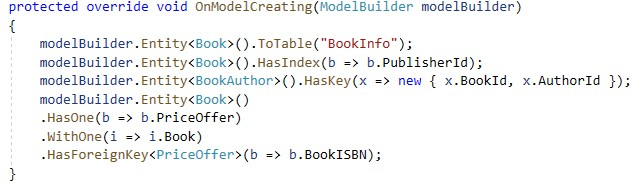 protected override void OnModelCreating(ModelBuilder modelBuilder)
{
modelBuilder.Entity<Book>().ToTable("BookInfo");
modelBuilder.Entity<Book>().HasIndex(b => b.PublisherId);
modelBuilder.Entity<BookAuthor>().HasKey(x => new { x.BookId, x.AuthorId });
modelBuilder.Entity<Book>()
.HasOne(b => b.PriceOffer)
.WithOne(i => i.Book)
.HasForeignKey<PriceOffer>(b => b.BookISBN);
}